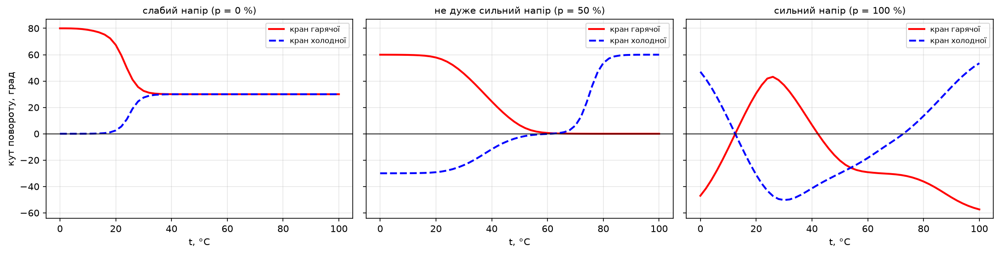 слабий напір (p = 0 %)
не дуже сильний напір (p = 50 %)
сильний напір (p = 100 %)
кран гарячої
кран холодної
кран гарячої
кран холодної
кран гарячої
кран холодної
80
60
40
20
0
−20
−40
−60
кут повороту, град
0 20 40 60 80 100
0 20 40 60 80 100
0 20 40 60 80 100
t, °C
t, °C
t, °C